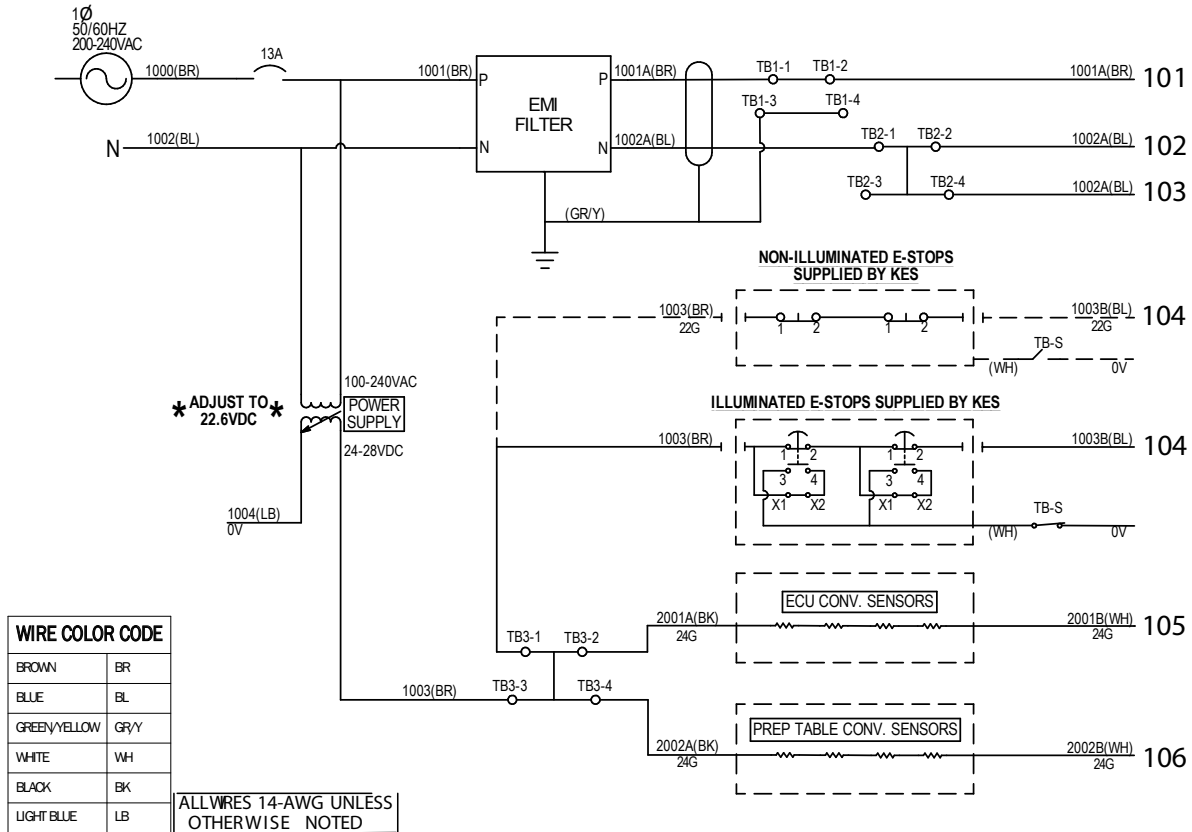 1Ø
50/60HZ
200-240VAC
1000(BR)
13A
1001(BR)
P
EMI
FILTER
P
1001A(BR)
TB1-1
TB1-2
1001A(BR)
101
TB1-3
TB1-4
N
1002(BL)
N
N
1002A(BL)
TB2-1
TB2-2
1002A(BL)
102
TB2-3
TB2-4
1002A(BL)
103
(GR/Y)
NON-ILLUMINATED E-STOPS
SUPPLIED BY KES
1003(BR)
22G
1
2
1
2
1003B(BL)
22G
104
TB-S
(WH)
0V
100-240VAC
* ADJUST TO *
22.6VDC
POWER
SUPPLY
24-28VDC
ILLUMINATED E-STOPS SUPPLIED BY KES
1003(BR)
1
2
1
2
1003B(BL)
104
3
4
3
4
X1
X2
X1
X2
TB-S
(WH)
0V
1004(LB)
0V
ECU CONV. SENSORS
2001A(BK)
24G
2001B(WH)
24G
105
TB3-1
TB3-2
1003(BR)
TB3-3
TB3-4
PREP TABLE CONV. SENSORS
2002A(BK)
24G
2002B(WH)
24G
106
WIRE COLOR CODE
BROWN BR
BLUE BL
GREEN/YELLOW GR/Y
WHITE WH
BLACK BK
LIGHT BLUE LB
ALL WIRES 14-AWG UNLESS
OTHERWISE NOTED